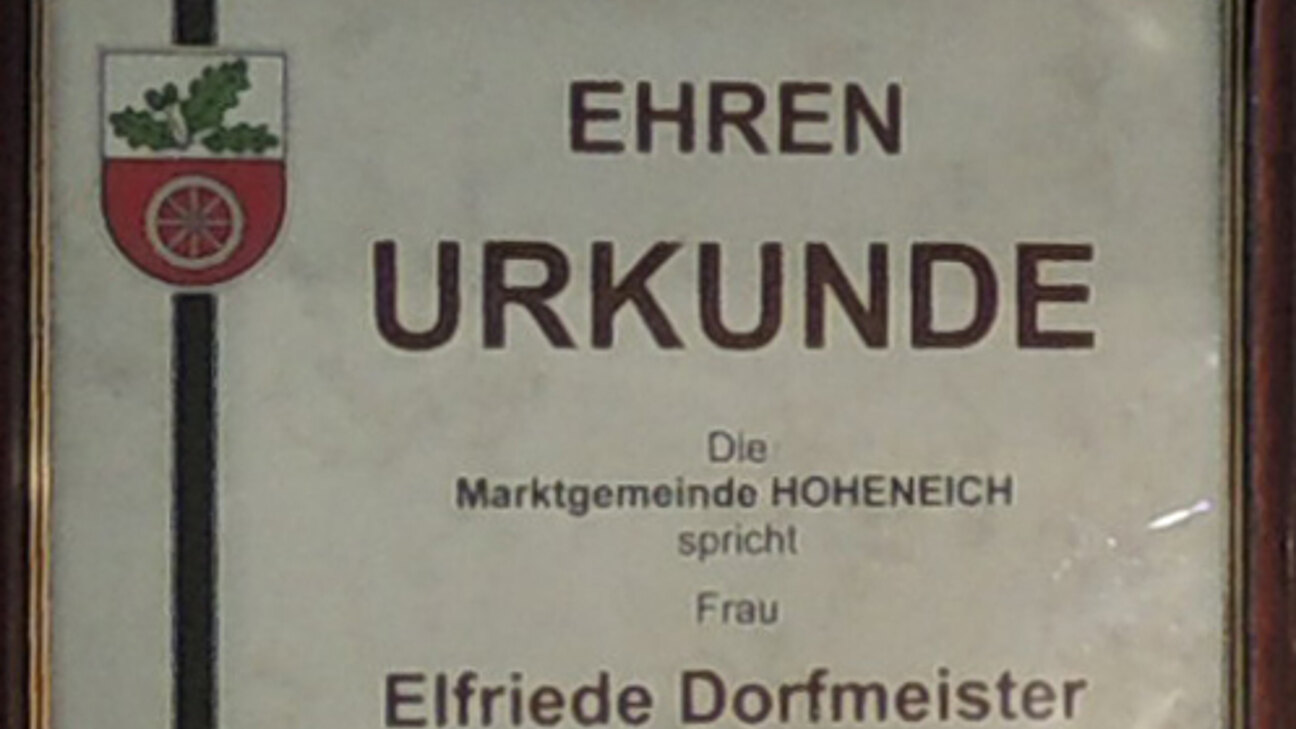 EHREN
URKUNDE
Die
Marktgemeinde HOHENEICH
spricht
Frau
Elfriede Dorfmeister